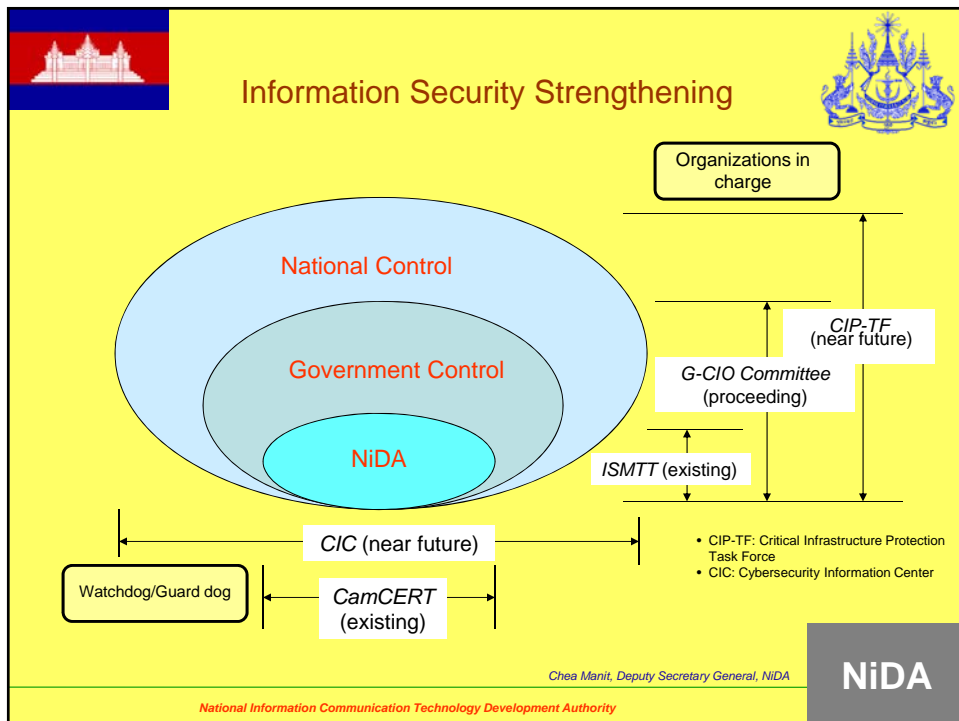 Information Security Strengthening
Organizations in
charge
National Control
Government Control
NiDA
CIP-TF
(near future)
G-CIO Committee
(proceeding)
ISMTT (existing)
CIC (near future)
• CIP-TF: Critical Infrastructure Protection
Task Force
• CIC: Cybersecurity Information Center
Watchdog/Guard dog
CamCERT
(existing)
Chea Manit, Deputy Secretary General, NiDA
NiDA
National Information Communication Technology Development Authority